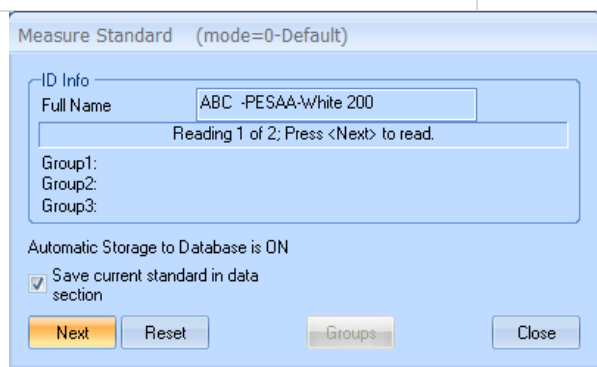 Measure Standard (mode=0-Default)
ID Info
Full Name ABC -PESAA-White 200
Reading 1 of 2; Press <Next> to read.
Group1:
Group2:
Group3:
Automatic Storage to Database is ON
Save current standard in data
section
Next Reset Groups Close